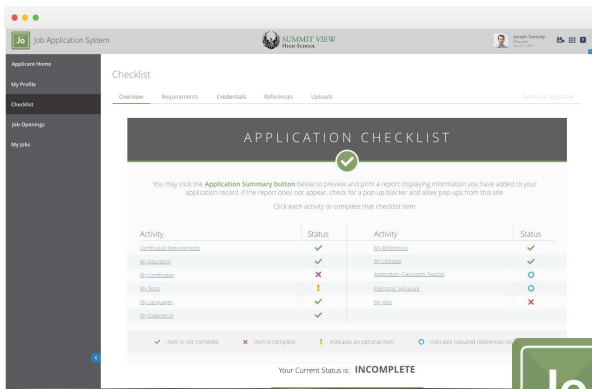 Jo Job Application System
SUMMIT VIEW
HIGH SCHOOL
Joseph Tavorsky
Principal
Applicant Home
My Profile
Checklist
Job Openings
My Jobs
Checklist
Overview Requirements Credentials References Uploads Electronic Signature
APPLICATION CHECKLIST
You may click the Application Summary button below to preview and print a report displaying information you have added to your
application record. If the report does not appear, check for a pop-up blocker and allow pop-ups from this site.
Click each activity to complete that checklist item.
Activity Status Activity Status
Certificated Requirements My References
My Education My Uploads
My Certificates Addendum-Classroom Teacher
My Tests Electronic Signature
My Languages My Jobs
My Experience
- item is not complete - item is complete - indicates an optional item - indicates required references
Your Current Status is: INCOMPLETE
Jo